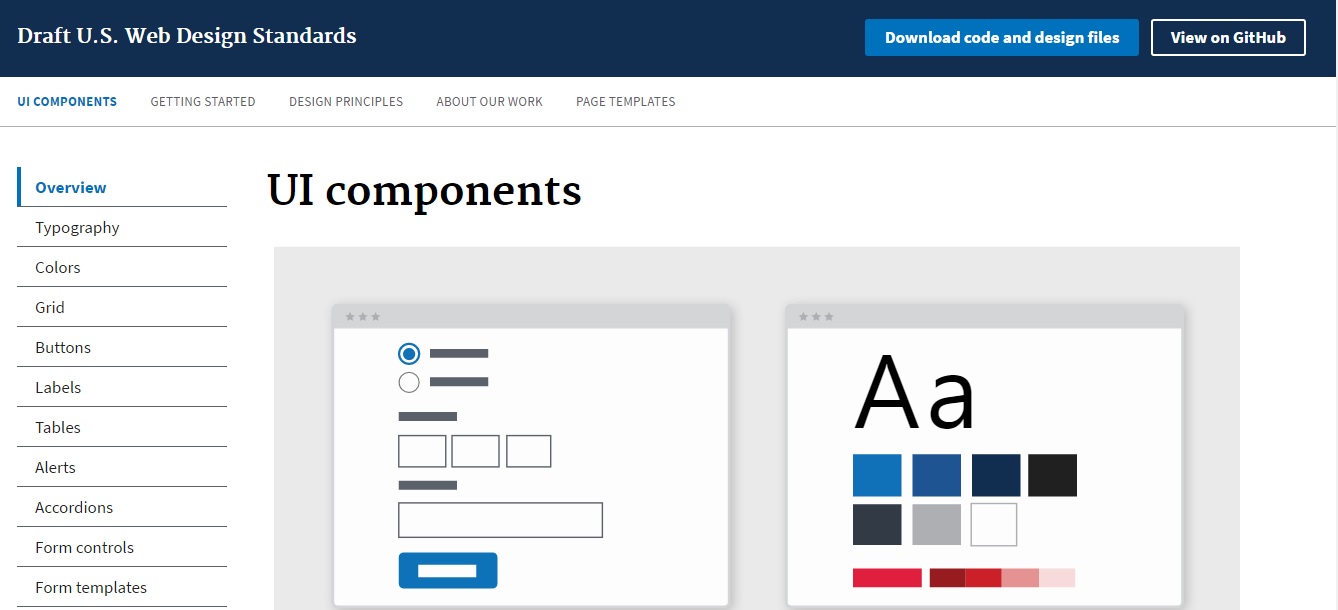 Draft U.S. Web Design Standards
Download code and design files
View on GitHub
UI COMPONENTS
GETTING STARTED
DESIGN PRINCIPLES
ABOUT OUR WORK
PAGE TEMPLATES
Overview
Typography
Colors
Grid
Buttons
Labels
Tables
Alerts
Accordions
Form controls
Form templates
UI components
Aa